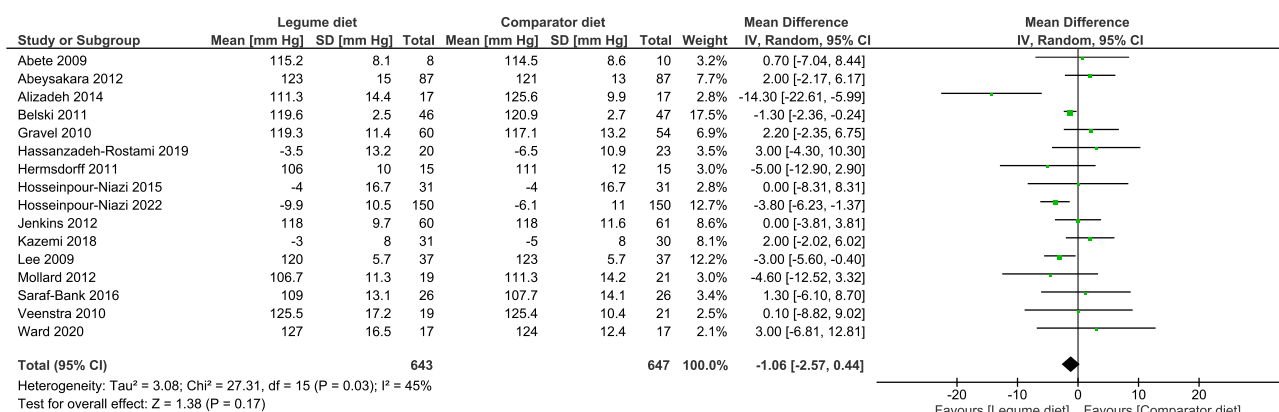 Legume diet Comparator diet Mean Difference Mean Difference
Study or Subgroup Mean [mm Hg] SD [mm Hg] Total Mean [mm Hg] SD [mm Hg] Total Weight IV, Random, 95% CI IV, Random, 95% CI
Abete 2009 115.2 8.1 8 114.5 8.6 10 3.2% 0.70 [-7.04, 8.44]
Abeysakara 2012 123 15 87 121 13 87 7.7% 2.00 [-2.17, 6.17]
Alizadeh 2014 111.3 14.4 17 125.6 9.9 17 2.8% -14.30 [-22.61, -5.99]
Belski 2011 119.6 2.5 46 120.9 2.7 47 17.5% -1.30 [-2.36, -0.24]
Gravel 2010 119.3 11.4 60 117.1 13.2 54 6.9% 2.20 [-2.35, 6.75]
Hassanzadeh-Rostami 2019 -3.5 13.2 20 -6.5 10.9 23 3.5% 3.00 [-4.30, 10.30]
Hermsdorff 2011 106 10 15 111 12 15 3.1% -5.00 [-12.90, 2.90]
Hosseinpour-Niazi 2015 -4 16.7 31 -4 16.7 31 2.8% 0.00 [-8.31, 8.31]
Hosseinpour-Niazi 2022 -9.9 10.5 150 -6.1 11 150 12.7% -3.80 [-6.23, -1.37]
Jenkins 2012 118 9.7 60 118 11.6 61 8.6% 0.00 [-3.81, 3.81]
Kazemi 2018 -3 8 31 -5 8 30 8.1% 2.00 [-2.02, 6.02]
Lee 2009 120 5.7 37 123 5.7 37 12.2% -3.00 [-5.60, -0.40]
Mollard 2012 106.7 11.3 19 111.3 14.2 21 3.0% -4.60 [-12.52, 3.32]
Saraf-Bank 2016 109 13.1 26 107.7 14.1 26 3.4% 1.30 [-6.10, 8.70]
Veenstra 2010 125.5 17.2 19 125.4 10.4 21 2.5% 0.10 [-8.82, 9.02]
Ward 2020 127 16.5 17 124 12.4 17 2.1% 3.00 [-6.81, 12.81]
Total (95% CI) 643 647 100.0% -1.06 [-2.57, 0.44]
Heterogeneity: Tau² = 3.08; Chi² = 27.31, df = 15 (P = 0.03); I² = 45%
Test for overall effect: Z = 1.38 (P = 0.17)
-20 -10 0 10 20
Favours [Legume diet] Favours [Comparator diet]